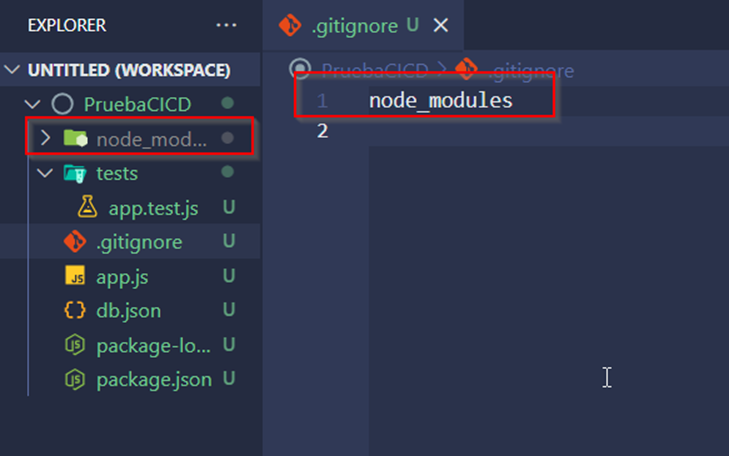 EXPLORER ···
.gitignore U ×
UNTITLED (WORKSPACE)
PruebaCICD
node_mod...
tests
app.test.js U
.gitignore U
JS app.js U
{} db.json U
package-lo... U
package.json U
PruebaCICD > .gitignore
1 node_modules
2